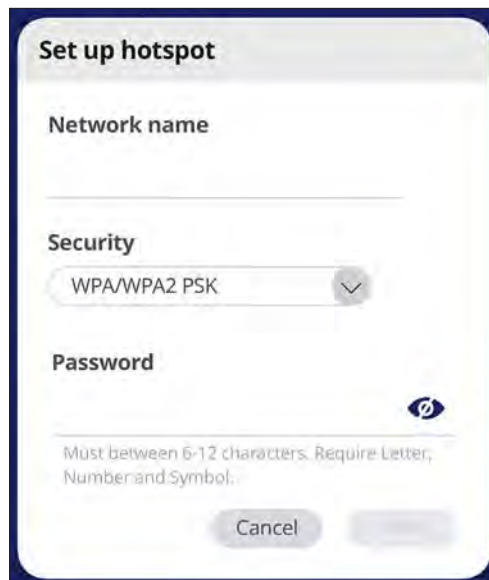 Set up hotspot
Network name
Security
WPA/WPA2 PSK
Password
Must between 6-12 characters. Require Letter,
Number and Symbol.
Cancel